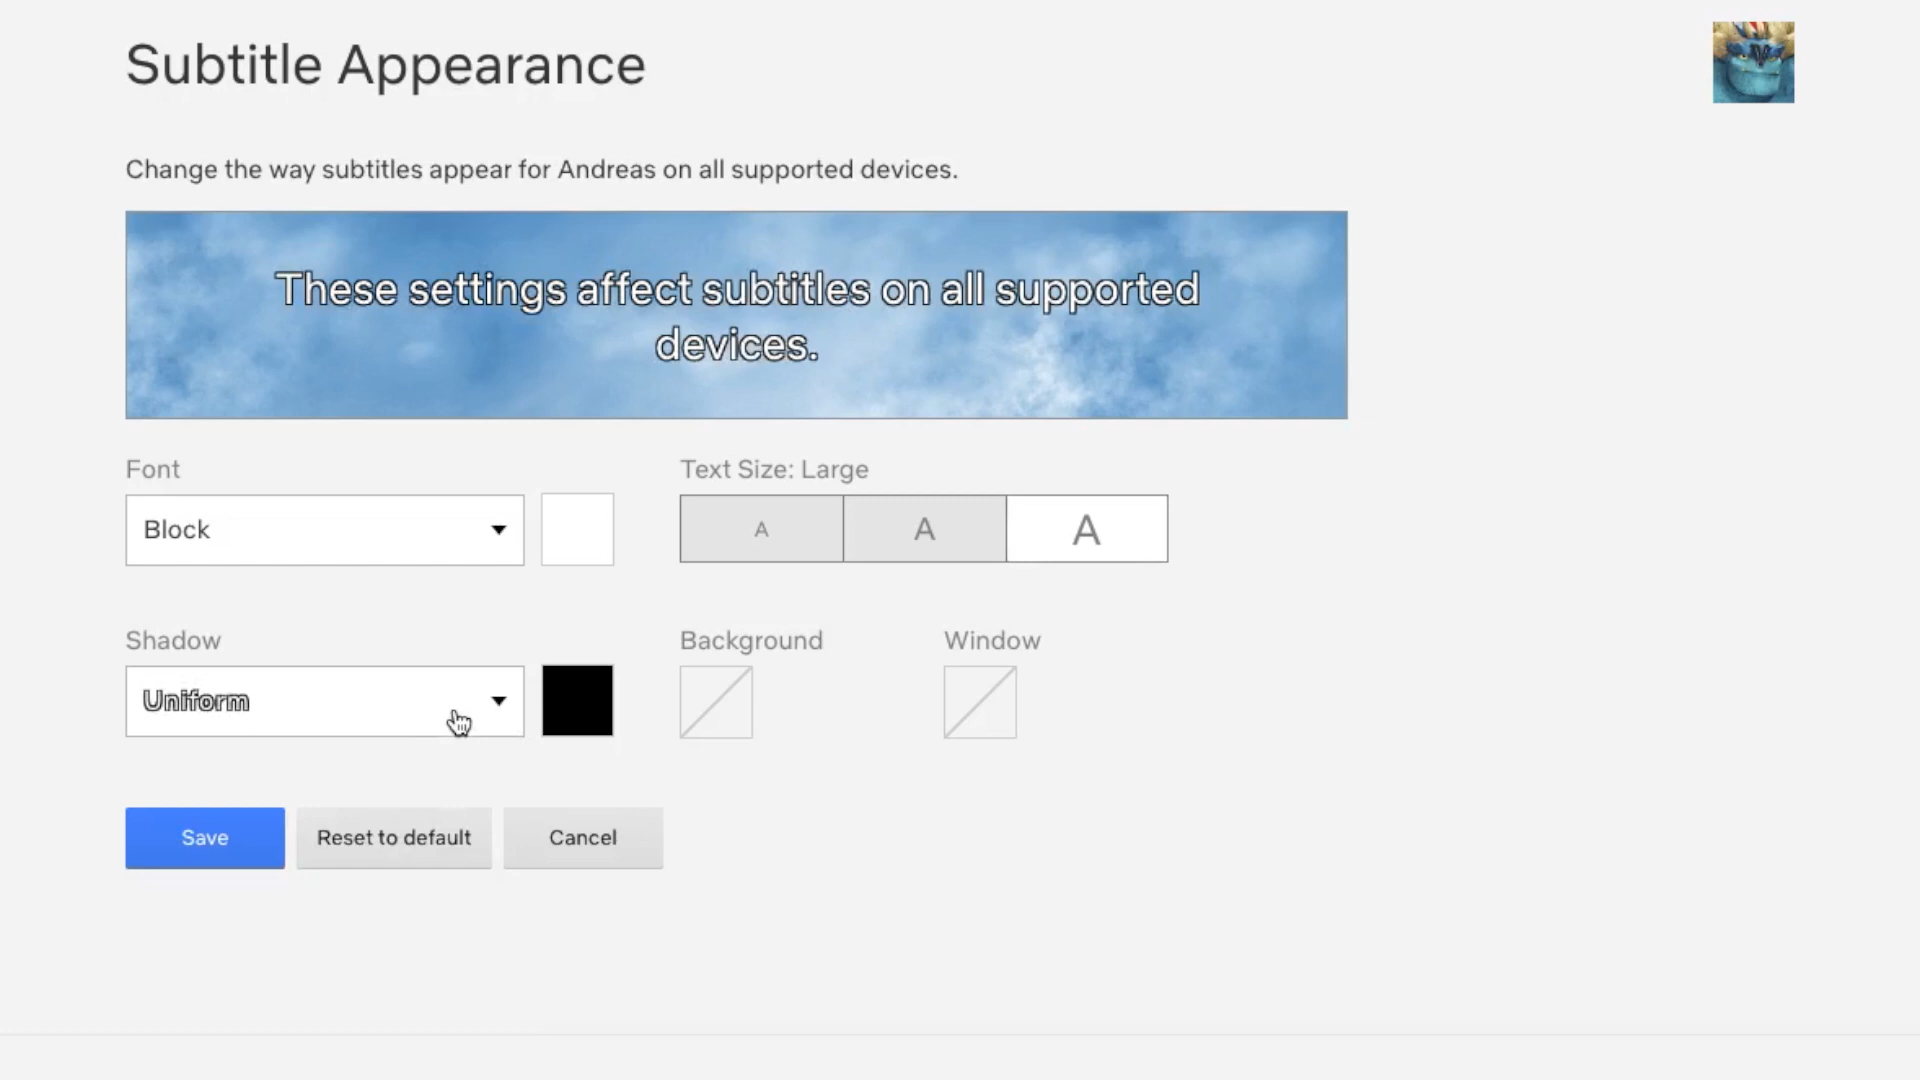 Subtitle Appearance
Change the way subtitles appear for Andreas on all supported devices.
These settings affect subtitles on all supported
devices.
Font
Text Size: Large
Block
A
A
A
Shadow
Background
Window
Uniform
Save
Reset to default
Cancel